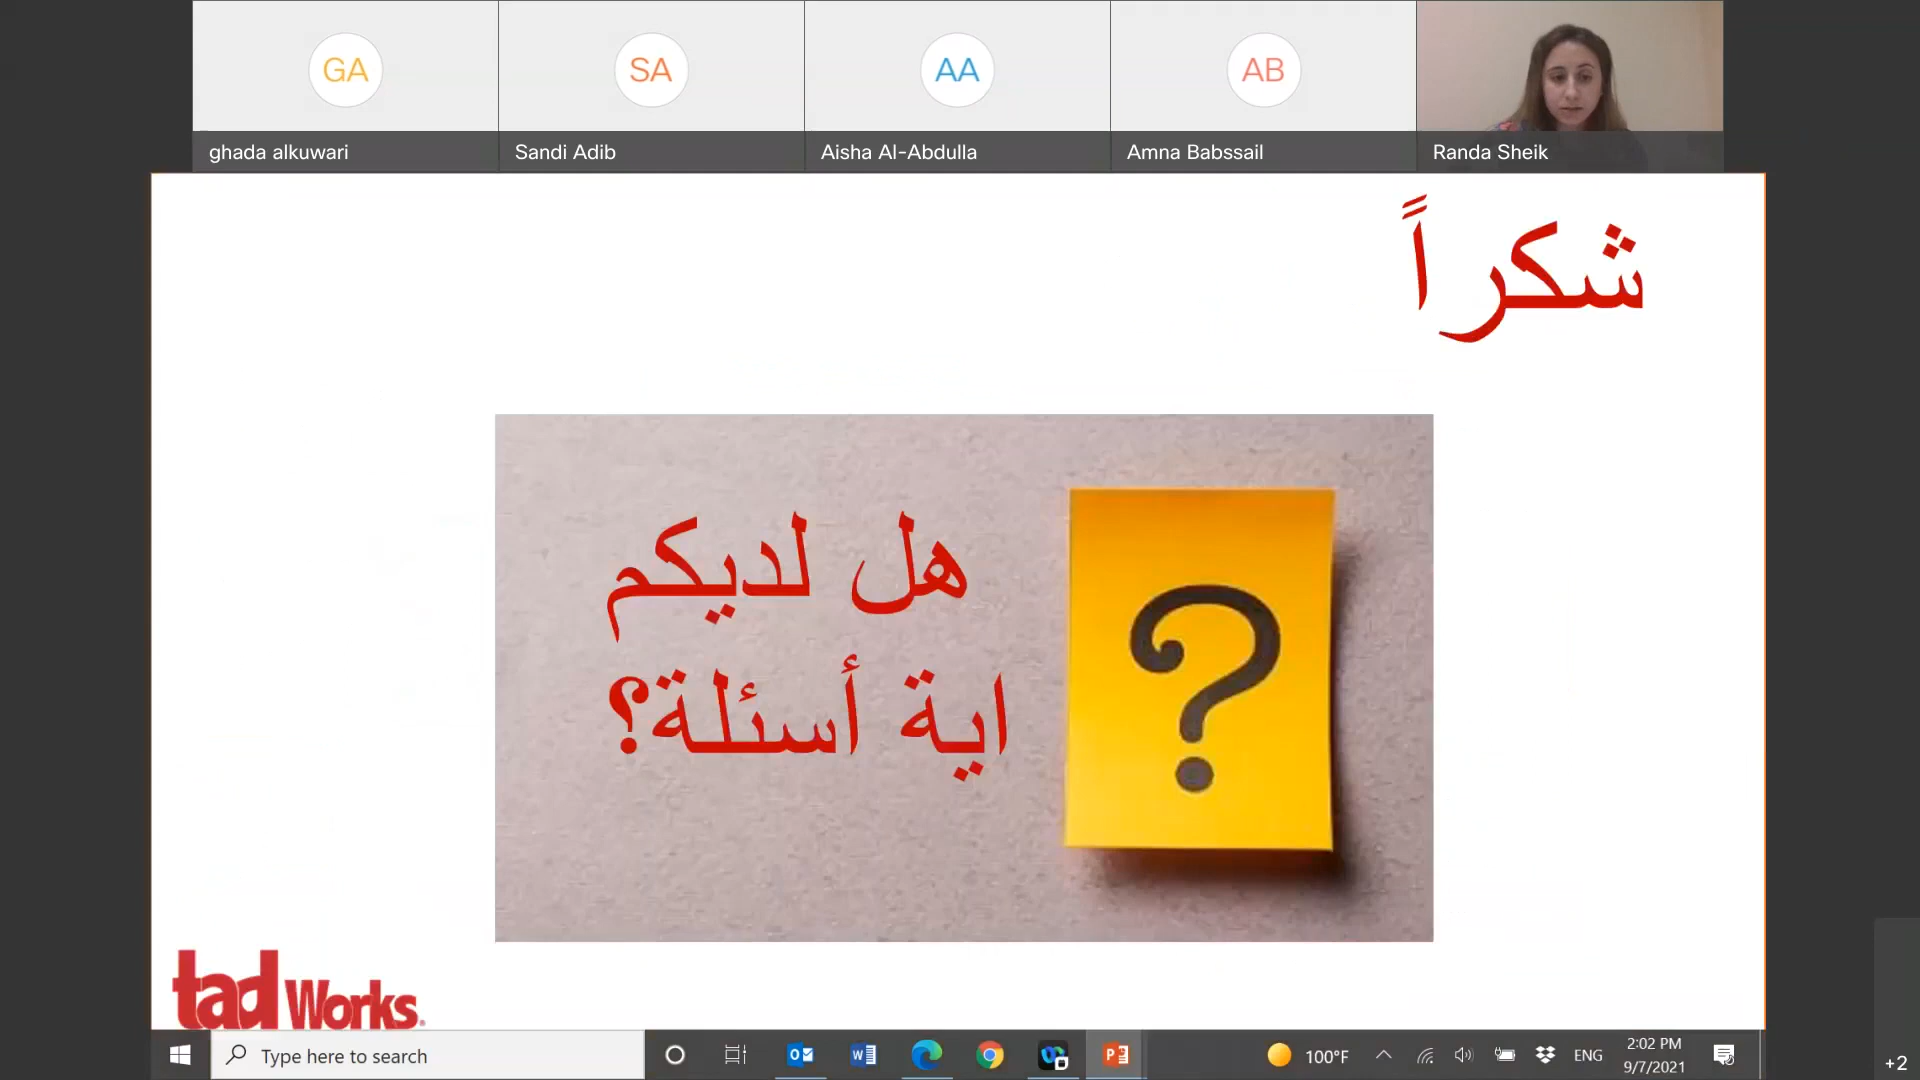 GA
SA
AA
AB
ghada alkuwari
Sandi Adib
Aisha Al-Abdulla
Amna Babssail
Randa Sheik
شكراً
هل لديكم
اية أسئلة؟
?
tad Works®
Type here to search
100°F
ENG
2:02 PM
9/7/2021
+2